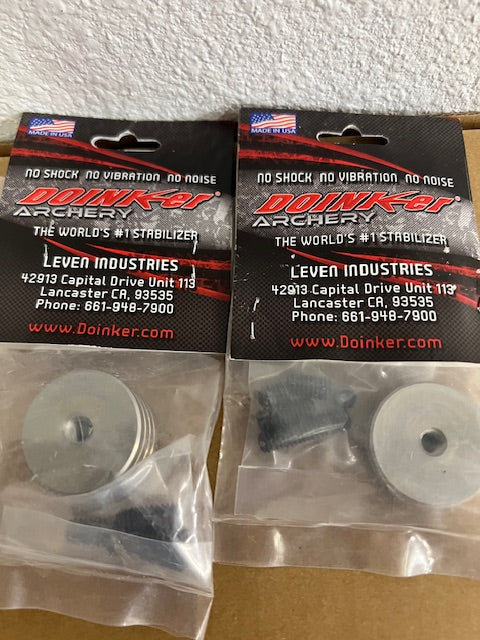 MADE IN USA
NO SHOCK NO VIBRATION NO NOISE
DOINKer
ARCHERY
THE WORLD'S #1 STABILIZER
LEVEN INDUSTRIES
42913 Capital Drive Unit 113
Lancaster CA, 93535
Phone: 661-948-7900
www.Doinker.com
MADE IN USA
NO SHOCK, NO VIBRATION, NO NOISE
DOINKer
ARCHERY
THE WORLD'S #1 STABILIZER
LEVEN INDUSTRIES
42913 Capital Drive Unit 113
Lancaster CA, 93535
Phone: 661-948-7900
www.Doinker.com